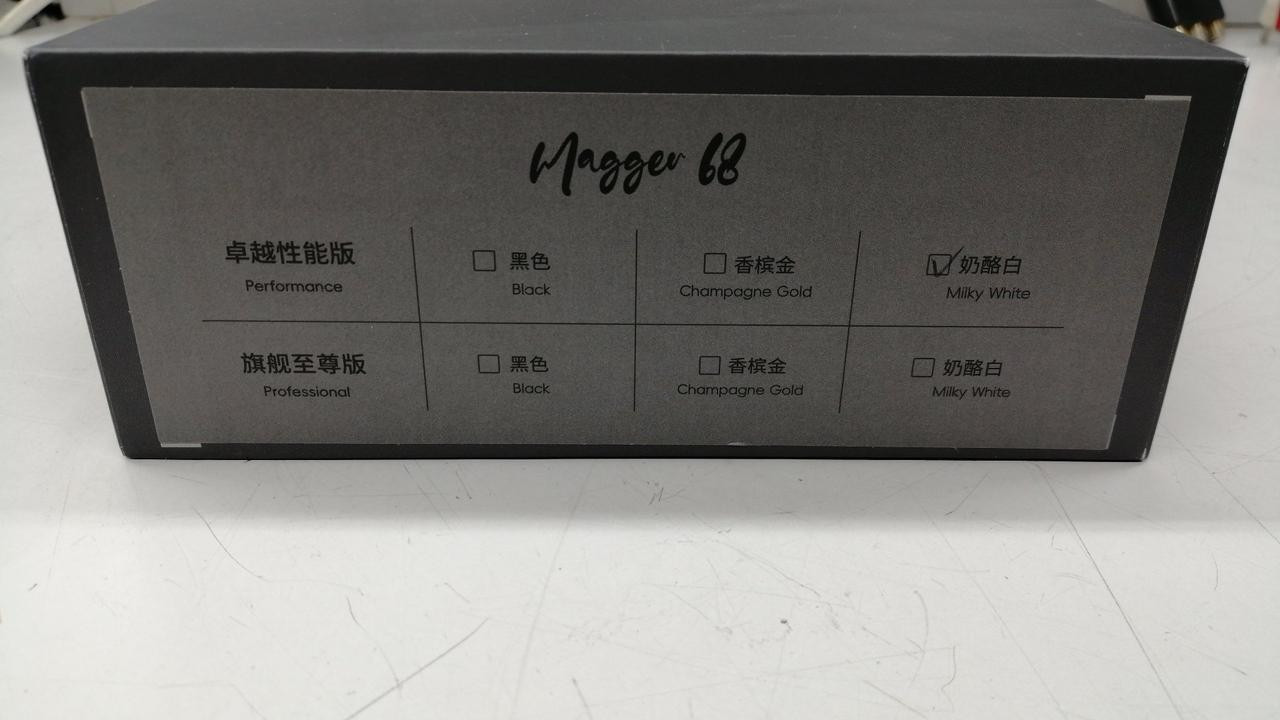 Magger 68
卓越性能版 黑色 香槟金 奶酪白
Performance Black Champagne Gold Milky White
旗舰至尊版 黑色 香槟金 奶酪白
Professional Black Champagne Gold Milky White